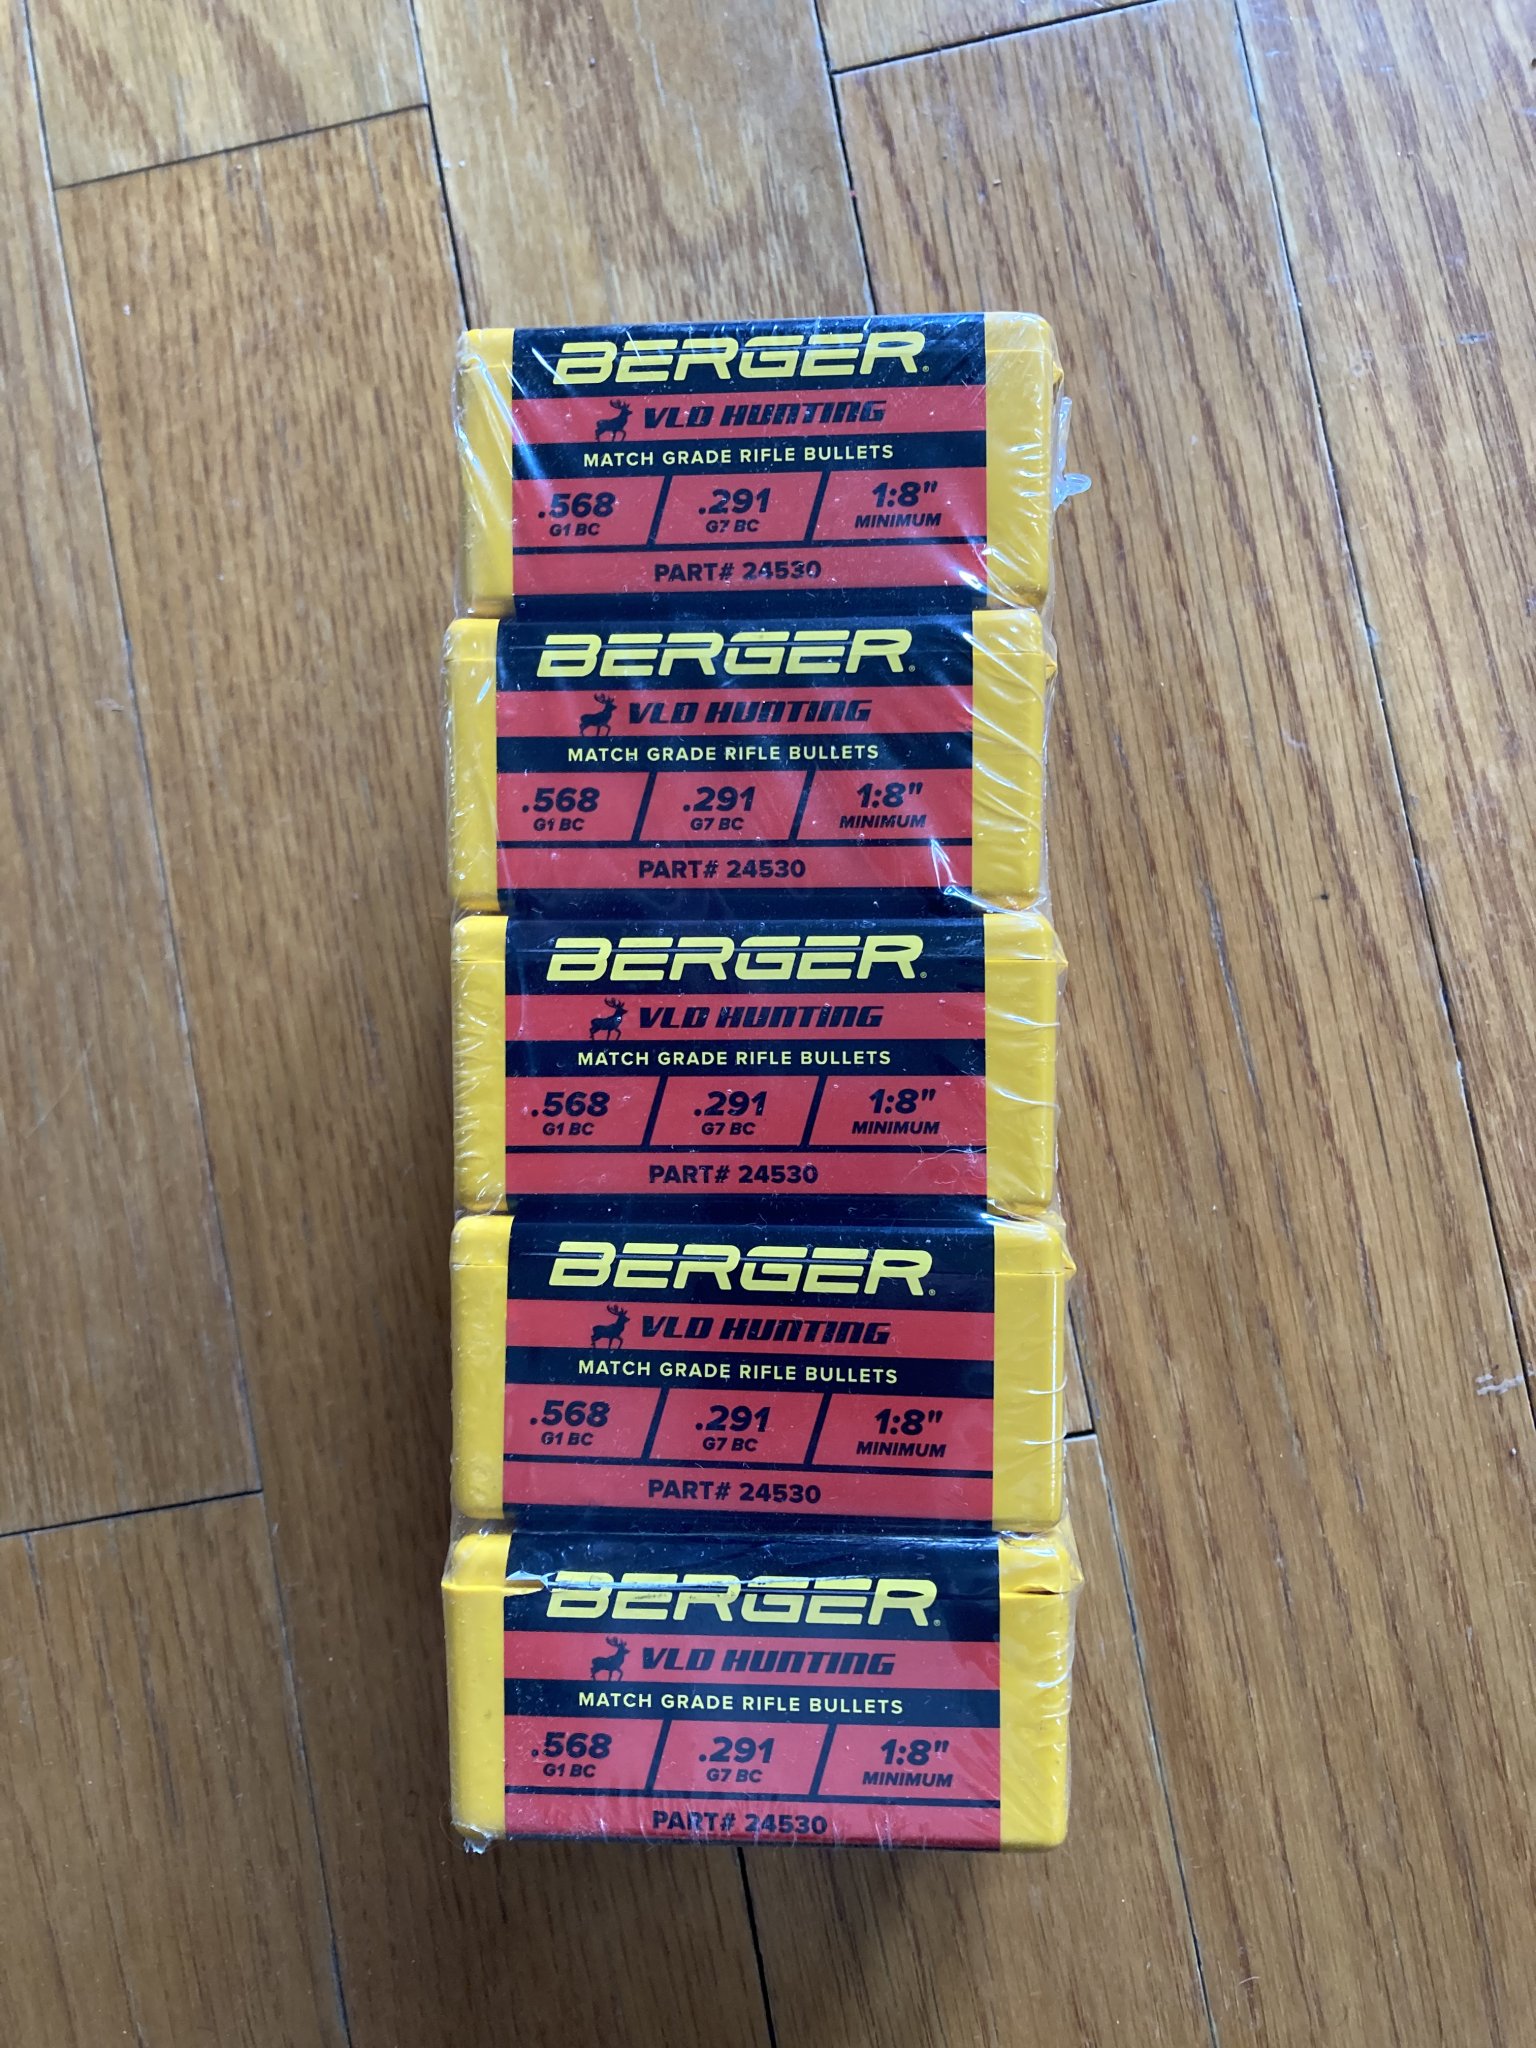 BERGER®
VLD HUNTING
MATCH GRADE RIFLE BULLETS
.568 .291 1:8"
G1 BC G7 BC MINIMUM
PART# 24530
BERGER®
VLD HUNTING
MATCH GRADE RIFLE BULLETS
.568 .291 1:8"
G1 BC G7 BC MINIMUM
PART# 24530
BERGER®
VLD HUNTING
MATCH GRADE RIFLE BULLETS
.568 .291 1:8"
G1 BC G7 BC MINIMUM
PART# 24530
BERGER®
VLD HUNTING
MATCH GRADE RIFLE BULLETS
.568 .291 1:8"
G1 BC G7 BC MINIMUM
PART# 24530
BERGER®
VLD HUNTING
MATCH GRADE RIFLE BULLETS
.568 .291 1:8"
G1 BC G7 BC MINIMUM
PART# 24530